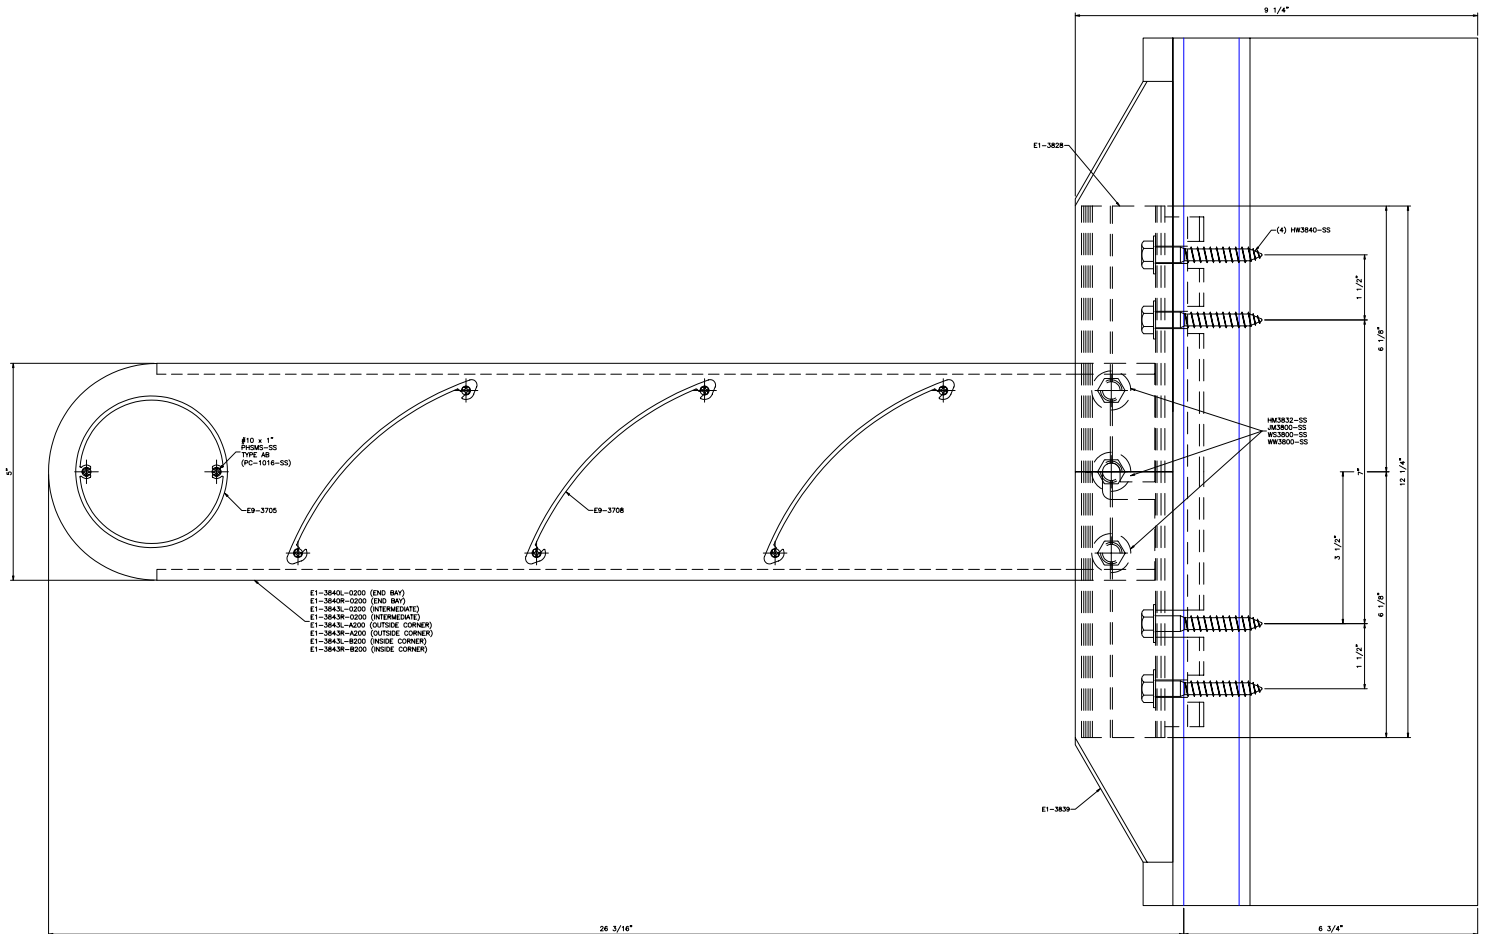 9 1/4"
E1-3828
(4) HW3840-SS
1 1/2"
6 1/8"
#10 x 1"
PHSMS-SS
TYPE AB
(PC-1016-SS)
HM3832-SS
JM3800-SS
WS3800-SS
WW3800-SS
5"
7"
12 1/4"
E9-3705
E9-3708
3 1/2"
E1-3840L-0200 (END BAY)
E1-3840R-0200 (END BAY)
E1-3843L-0200 (INTERMEDIATE)
E1-3843R-0200 (INTERMEDIATE)
E1-3843L-A200 (OUTSIDE CORNER)
E1-3843R-A200 (OUTSIDE CORNER)
E1-3843L-B200 (INSIDE CORNER)
E1-3843R-B200 (INSIDE CORNER)
6 1/8"
1 1/2"
E1-3839
26 3/16"
6 3/4"